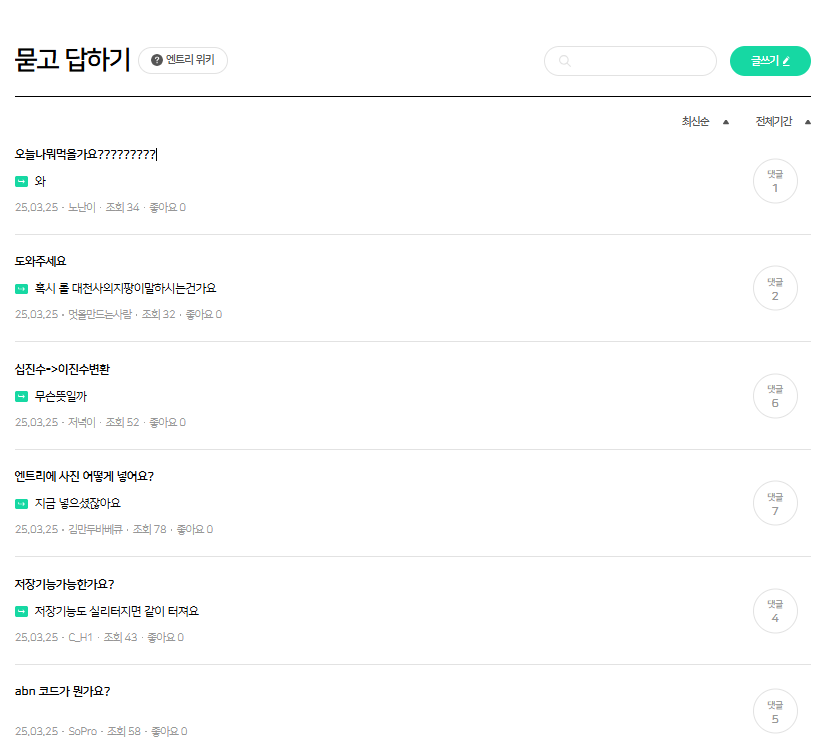 묻고 답하기
? 엔트리 위키
글쓰기
최신순 ▲ 전체기간 ▲
오늘나뭐먹을가요?????????
와
25.03.25 · 노난이 · 조회 34 · 좋아요 0
댓글
1
도와주세요
혹시 롤 대천사의지팡이말하시는건가요
25.03.25 · 멋올만드는사람 · 조회 32 · 좋아요 0
댓글
2
십진수->이진수변환
무슨뜻일까
25.03.25 · 저녁이 · 조회 52 · 좋아요 0
댓글
6
엔트리에 사진 어떻게 넣어요?
지금 넣으셨잖아요
25.03.25 · 김만두바베큐 · 조회 78 · 좋아요 0
댓글
7
저장기능가능한가요?
저장기능도 실리터지면 같이 터져요
25.03.25 · C_H1 · 조회 43 · 좋아요 0
댓글
4
abn 코드가 뭔가요?
25.03.25 · SoPro · 조회 58 · 좋아요 0
댓글
5